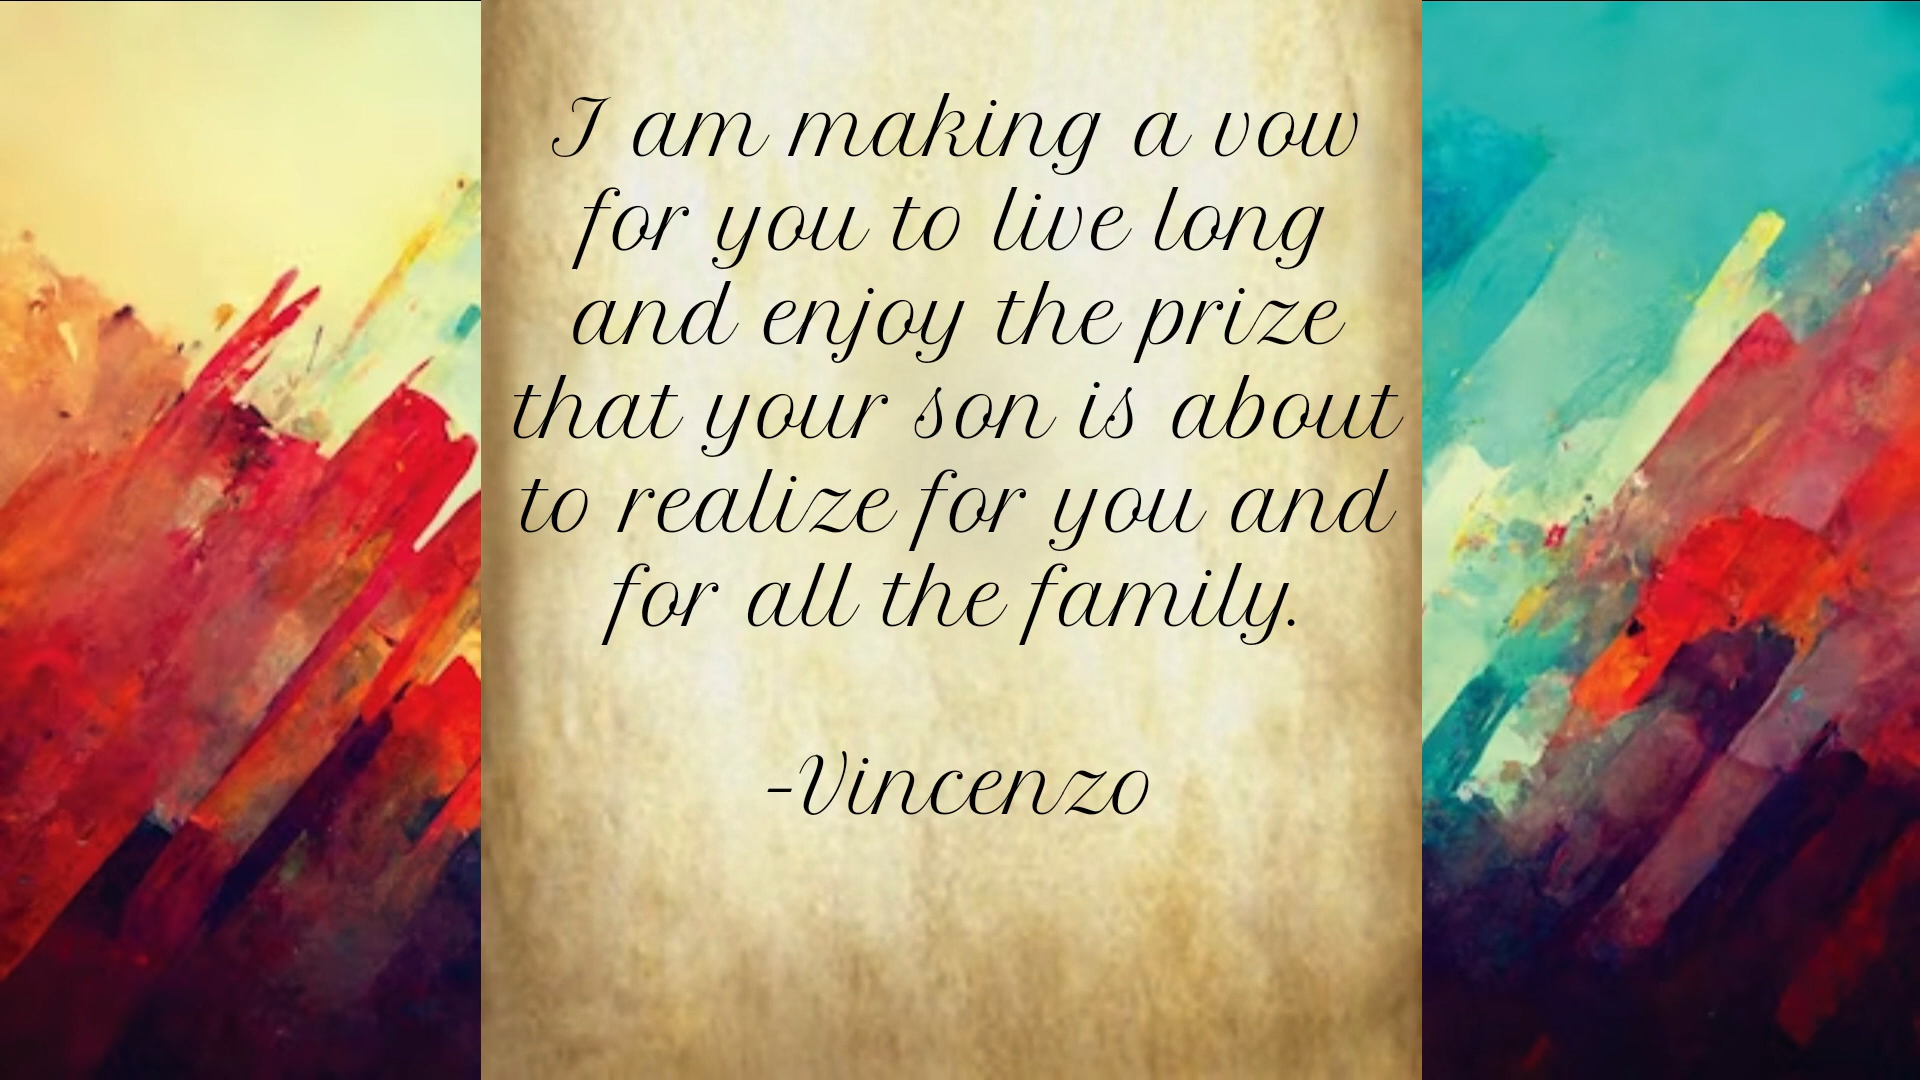 I am making a vow
for you to live long
and enjoy the prize
that your son is about
to realize for you and
for all the family.
-Vincenzo